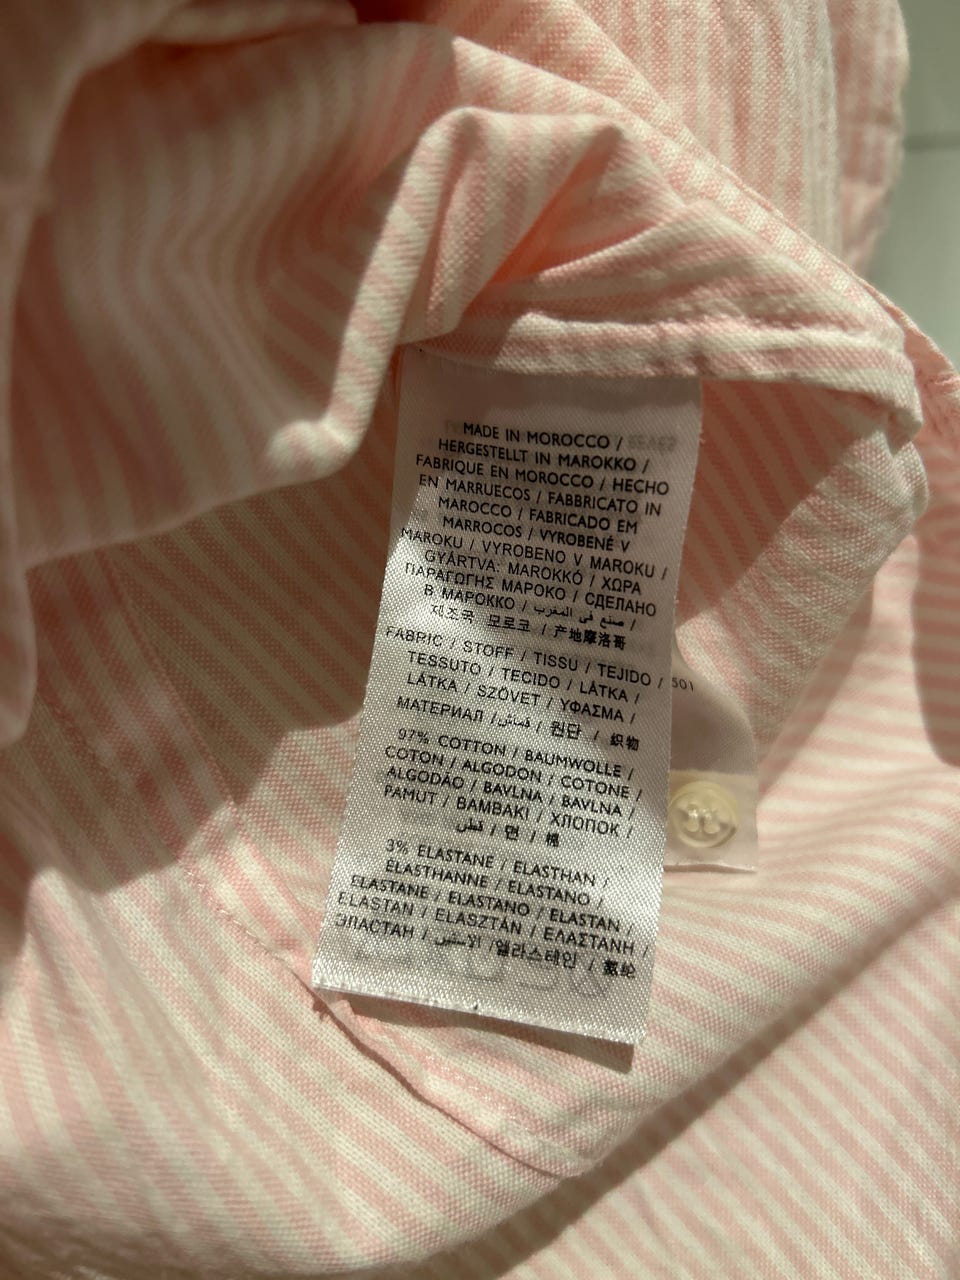 MADE IN MOROCCO /
HERGESTELLT IN MAROKKO /
FABRIQUE EN MOROCCO / HECHO
EN MARRUECOS / FABBRICATO IN
MAROCCO / FABRICADO EM
MARROCOS / VYROBENÉ V
MAROKU / VYROBENO V MAROKU /
GYÁRTVA: MAROKKÓ / ΧΩΡΑ
ΠΑΡΑΓΩΓΗΣ ΜΑΡΟΚΟ / СДЕЛАНО
В МАРОККО / صنع في المغرب /
제조국 모로코 / 产地摩洛哥
FABRIC / STOFF / TISSU / TEJIDO /
TESSUTO / TECIDO / LÁTKA /
LÁTKA / SZÖVET / ΥΦΑΣΜΑ /
МАТЕРИАЛ / قماش / 원단 / 织物
97% COTTON / BAUMWOLLE /
COTON / ALGODON / COTONE /
ALGODÃO / BAVLNA / BAVLNA /
PAMUT / ΒΑΜΒΑΚΙ / ХЛОПОК /
قطن / 면 / 棉
3% ELASTANE / ELASTHAN /
ÉLASTHANNE / ELASTANO /
ELASTANE / ELASTANO / ELASTAN /
ELASTAN / ELASZTÁN / ΕΛΑΣΤΑΝΗ /
ЭЛАСТАН / الاستين / 엘라스테인 / 氨纶
501